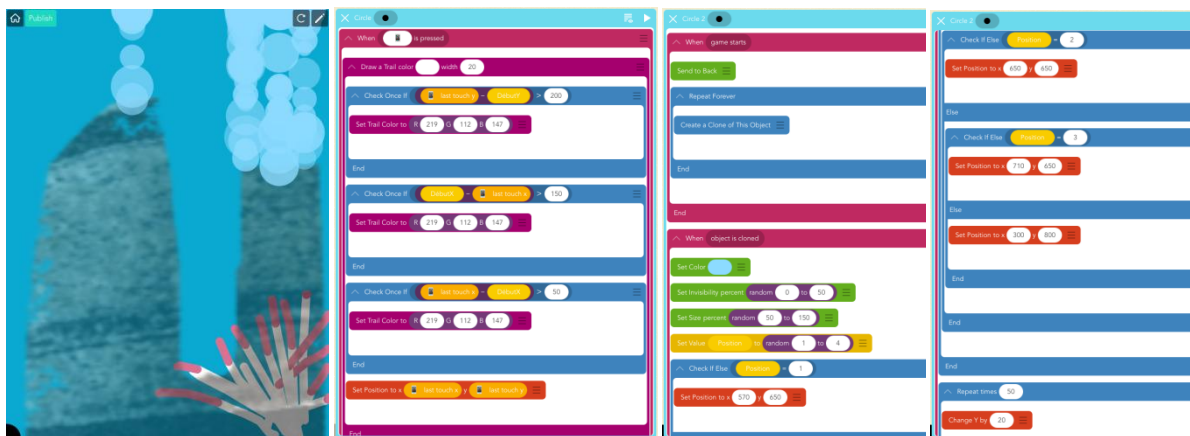 Publish
Circle
When is pressed
Draw a Trail color width 20
Check Once If last touch y - DebutX > 200
Set Trail Color to R 219 G 112 B 147
End
Check Once If DebutX - last touch x > 150
Set Trail Color to R 219 G 112 B 147
End
Check Once If last touch x - DebutX > 50
Set Trail Color to R 219 G 112 B 147
End
Set Position to x last touch x y last touch y
End
Circle 2
When game starts
Send to Back
Repeat Forever
Create a Clone of This Object
End
End
When object is cloned
Set Color
Set Invisibility percent random 0 to 50
Set Size percent random 50 to 150
Set Value Position to random 1 to 4
Check If Else Position = 1
Set Position to x 570 y 650
Circle 2
Check If Else Position = 2
Set Position to x 650 y 650
Else
Check If Else Position = 3
Set Position to x 710 y 650
Else
Set Position to x 300 y 800
End
End
End
Repeat times 50
Change Y by 20